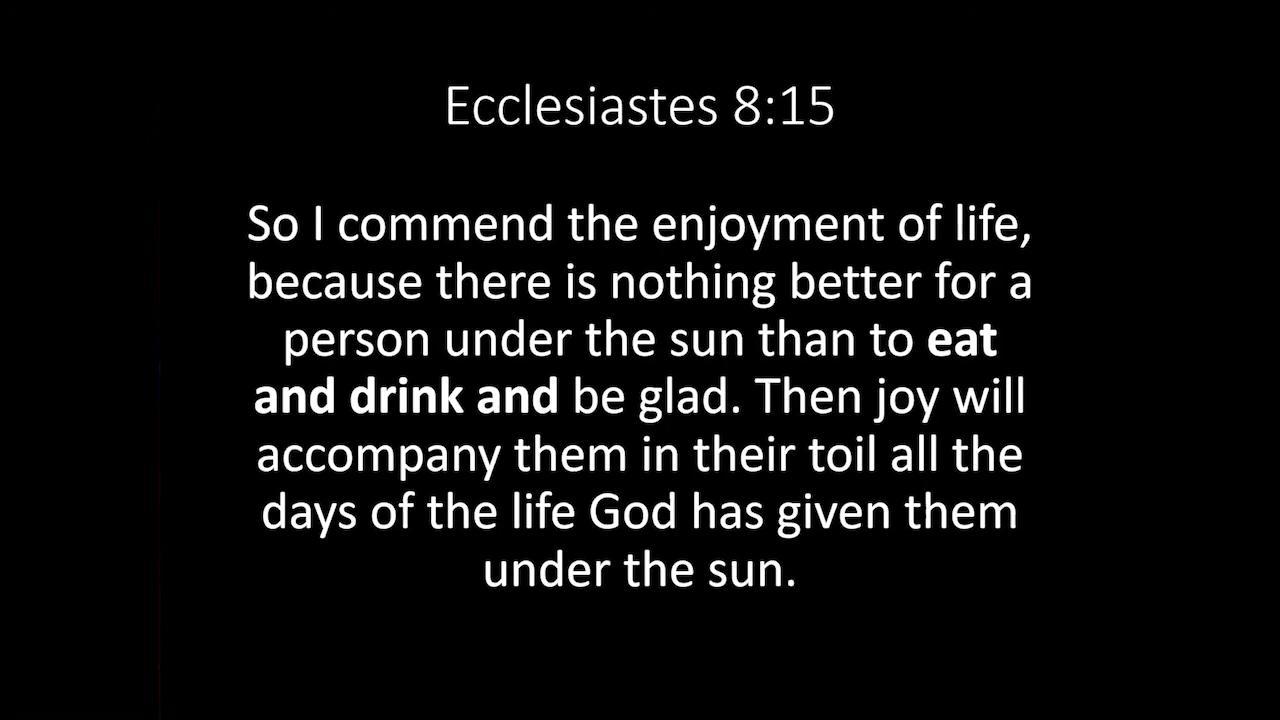 Ecclesiastes 8:15
So I commend the enjoyment of life,
because there is nothing better for a
person under the sun than to eat
and drink and be glad. Then joy will
accompany them in their toil all the
days of the life God has given them
under the sun.